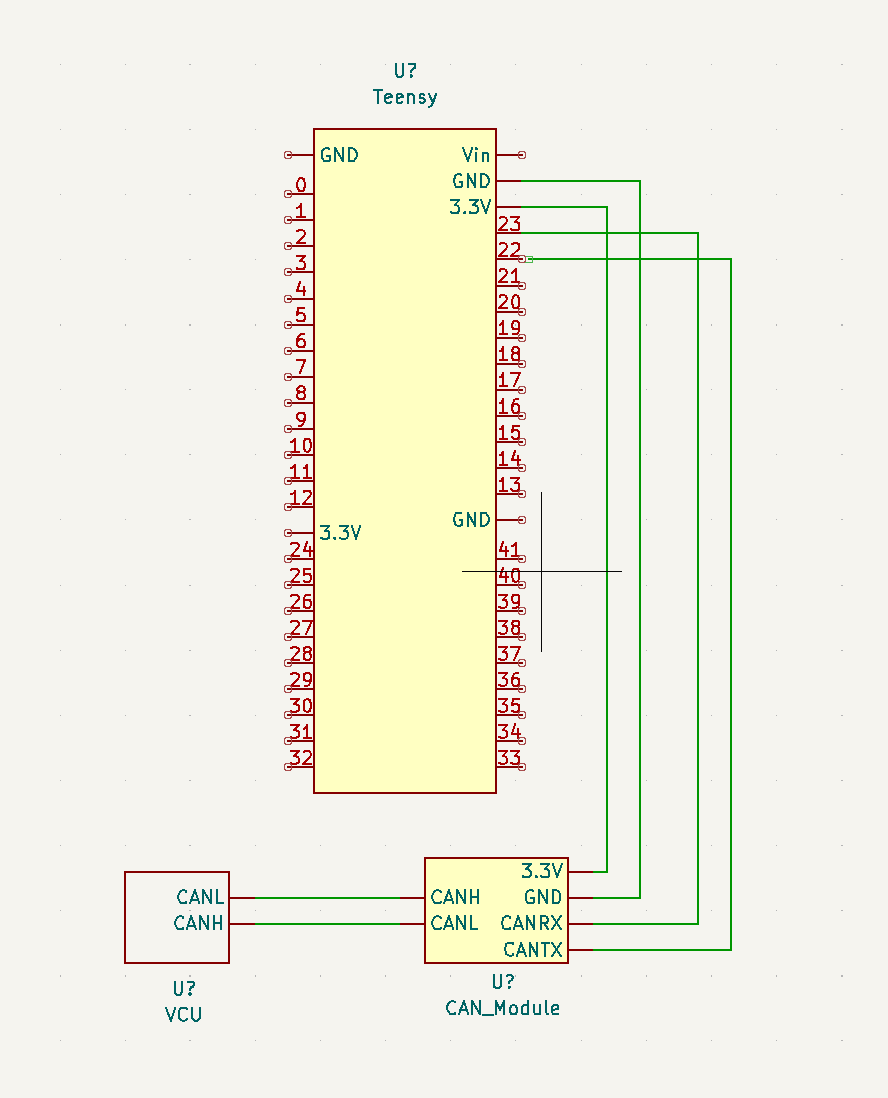 U?
Teensy
GND Vin
GND
0
3.3V
1
23
2
22
3
21
4
20
5
19
6
18
7
17
8
16
9
15
10
14
11
13
12
GND
3.3V
24 41
25 40
26 39
27 38
28 37
29 36
30 35
31 34
32 33
3.3V
CANL CANH GND
CANH CANL CANRX
CANTX
U?
CAN_Module
U?
VCU